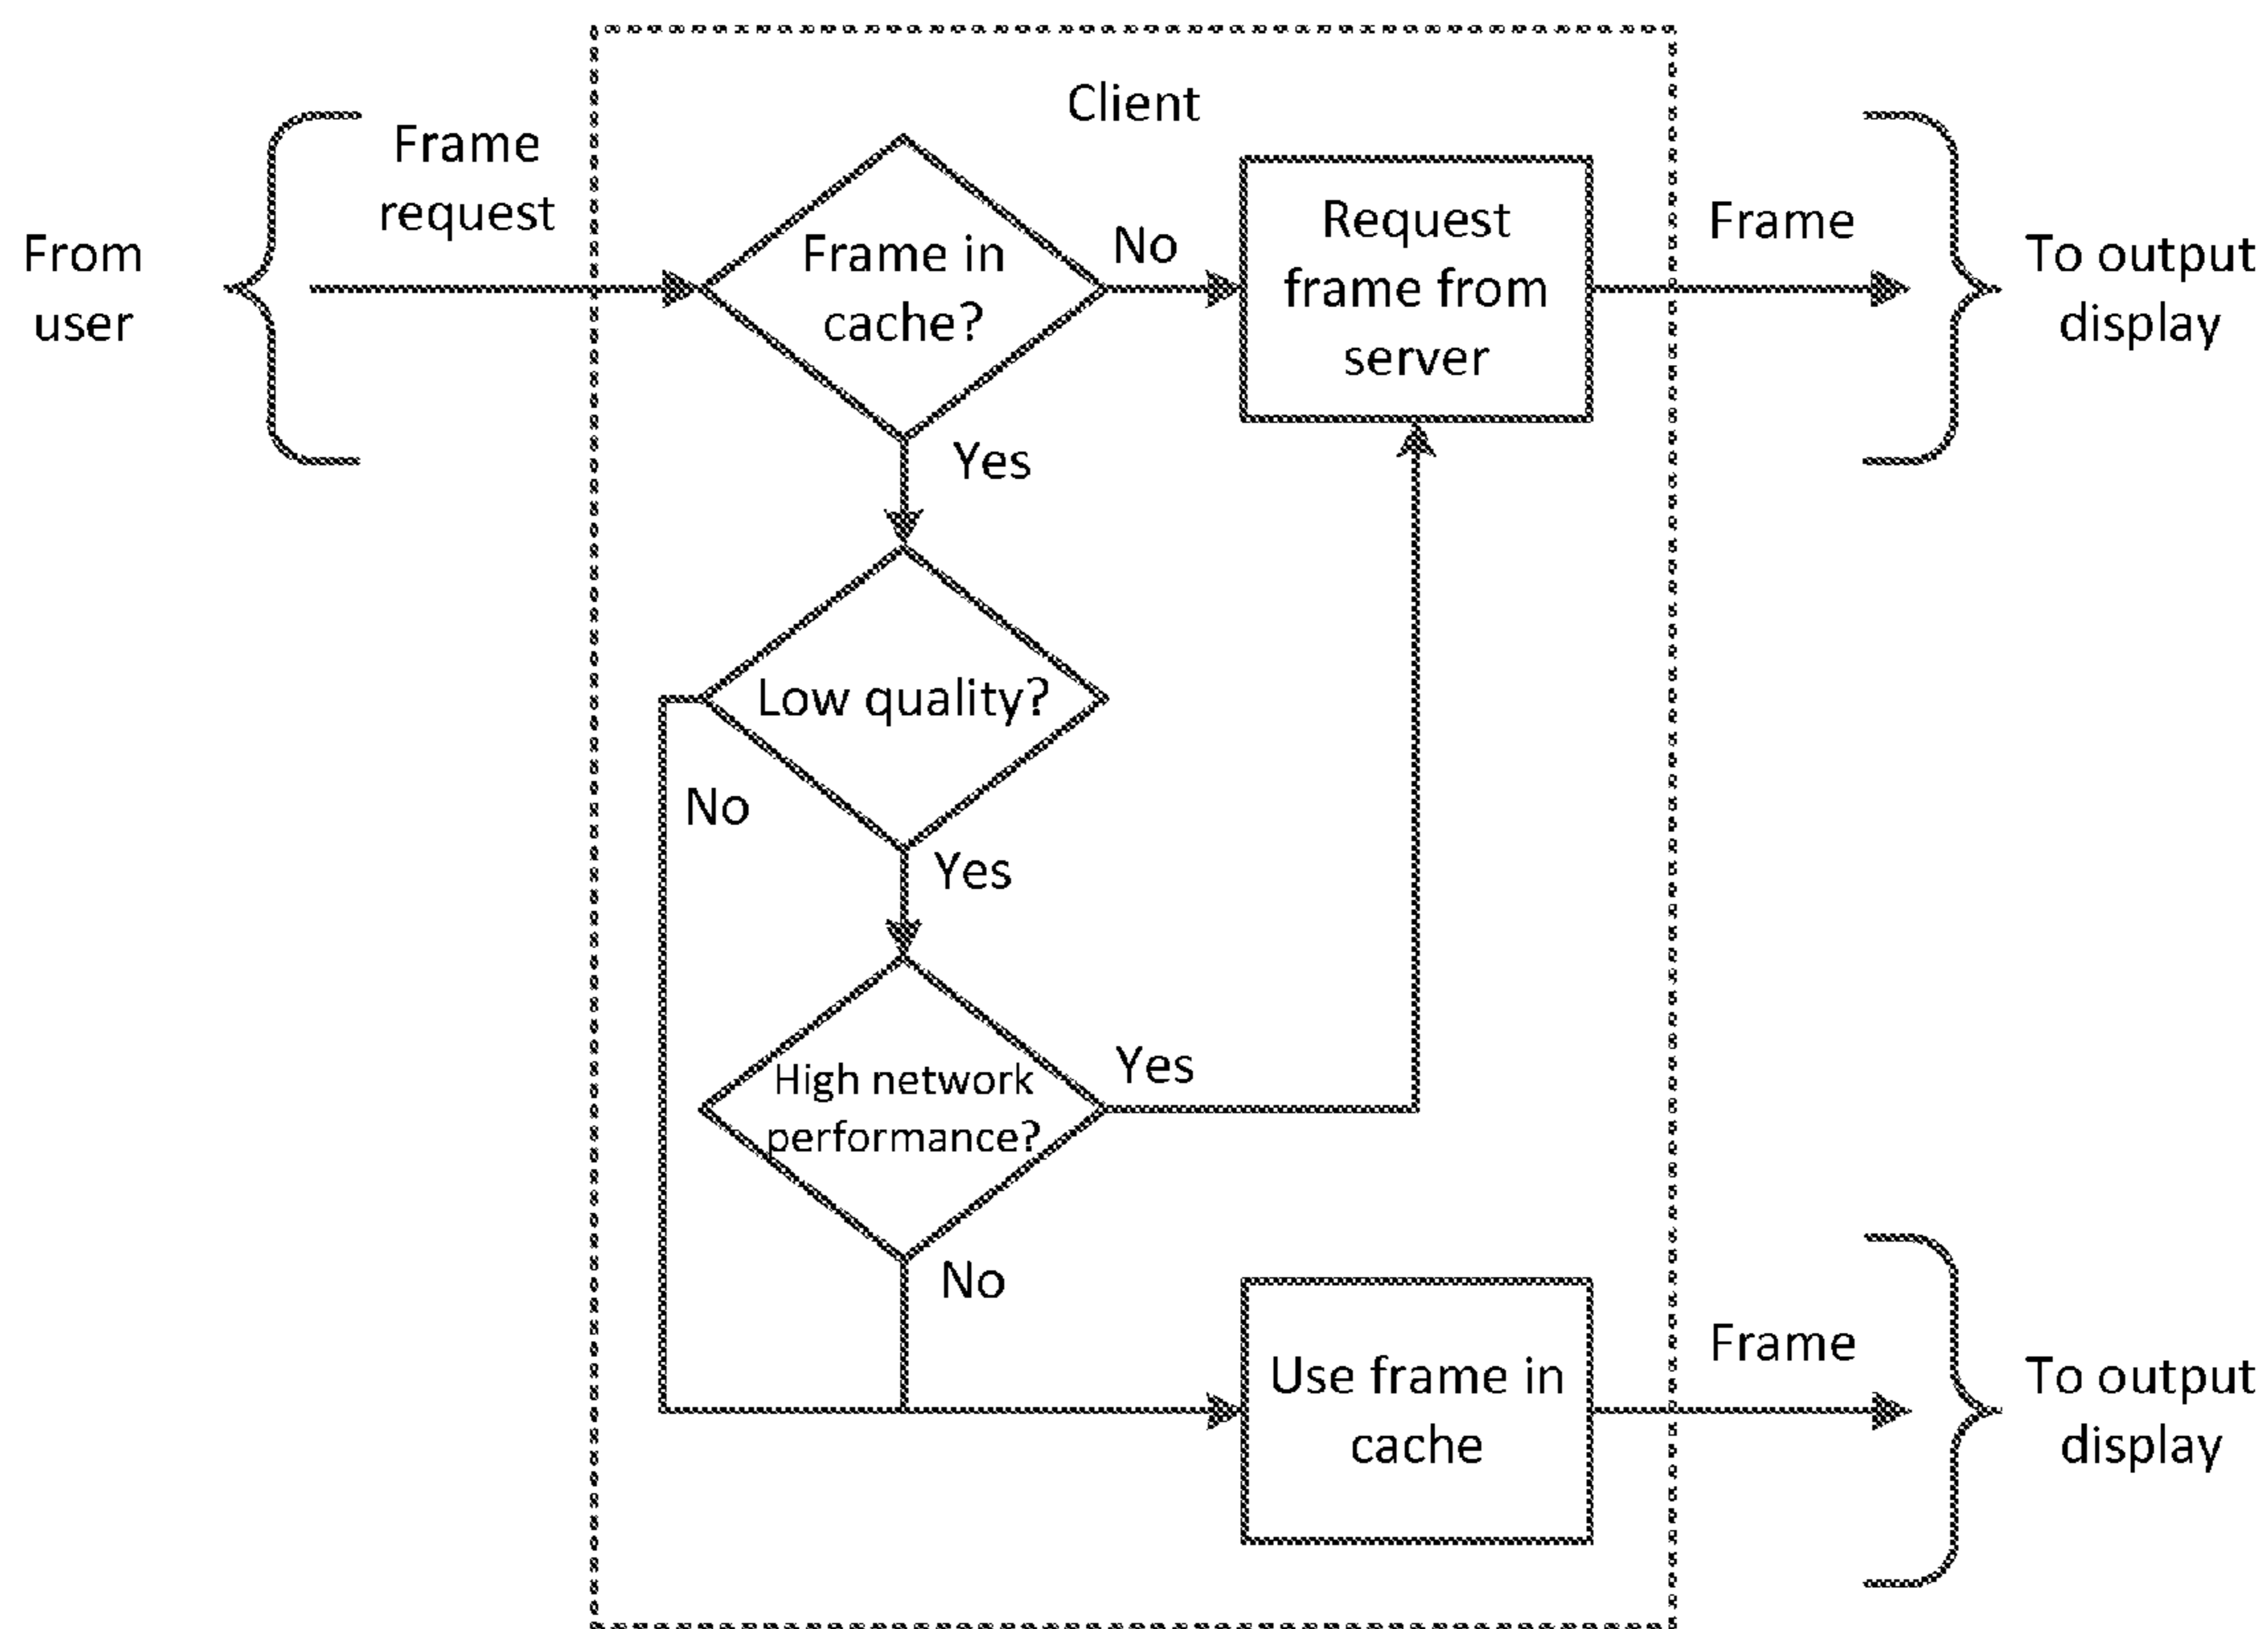 Client
Frame
request
From
user
Frame in
cache?
No
Request
frame from
server
Frame
To output
display
Yes
Low quality?
No
Yes
High network
performance?
Yes
No
Use frame in
cache
Frame
To output
display